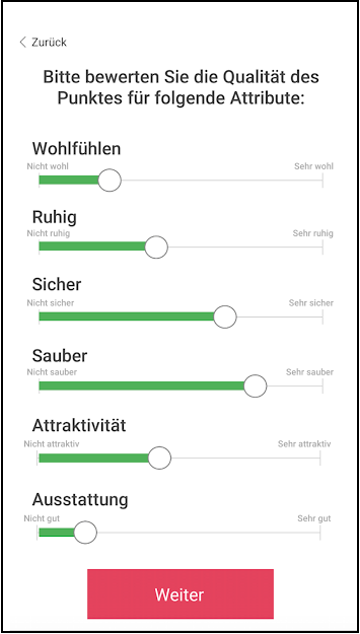 Zurück
Bitte bewerten Sie die Qualität des
Punktes für folgende Attribute:
Wohlfühlen
Nicht wohl Sehr wohl
Ruhig
Nicht ruhig Sehr ruhig
Sicher
Nicht sicher Sehr sicher
Sauber
Nicht sauber Sehr sauber
Attraktivität
Nicht attraktiv Sehr attraktiv
Ausstattung
Nicht gut Sehr gut
Weiter